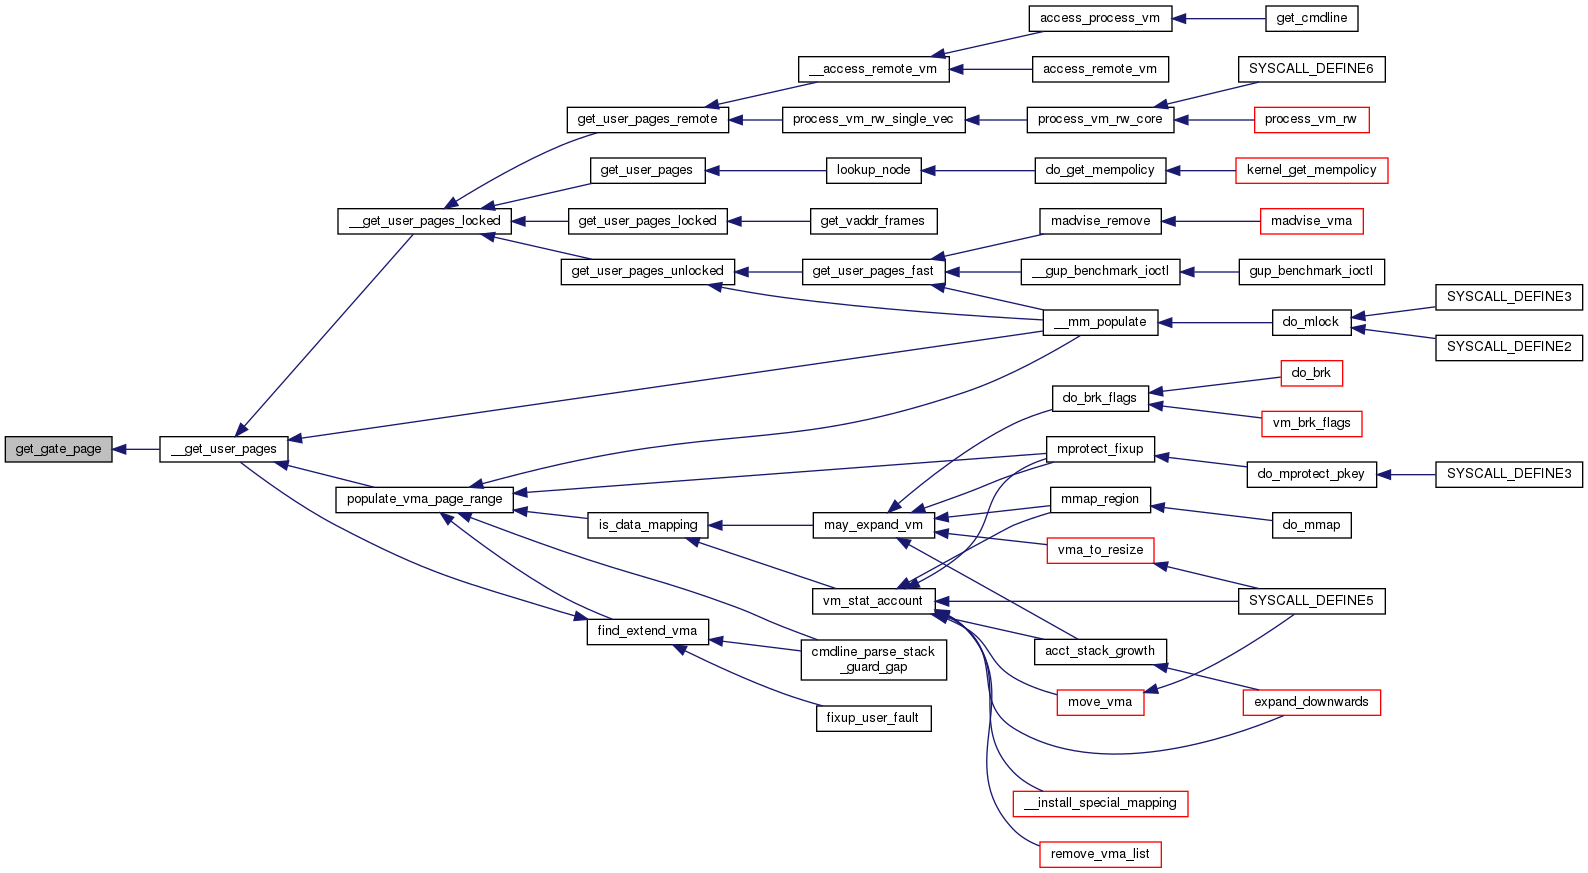 access_process_vm
get_cmdline
__access_remote_vm
access_remote_vm
SYSCALL_DEFINE6
get_user_pages_remote
process_vm_rw_single_vec
process_vm_rw_core
process_vm_rw
get_user_pages
lookup_node
do_get_mempolicy
kernel_get_mempolicy
__get_user_pages_locked
get_user_pages_locked
get_vaddr_frames
madvise_remove
madvise_vma
get_user_pages_unlocked
get_user_pages_fast
__gup_benchmark_ioctl
gup_benchmark_ioctl
SYSCALL_DEFINE3
__mm_populate
do_mlock
SYSCALL_DEFINE2
do_brk
do_brk_flags
vm_brk_flags
get_gate_page
__get_user_pages
mprotect_fixup
do_mprotect_pkey
SYSCALL_DEFINE3
populate_vma_page_range
mmap_region
is_data_mapping
may_expand_vm
do_mmap
vma_to_resize
vm_stat_account
SYSCALL_DEFINE5
find_extend_vma
cmdline_parse_stack
_guard_gap
acct_stack_growth
move_vma
expand_downwards
fixup_user_fault
__install_special_mapping
remove_vma_list